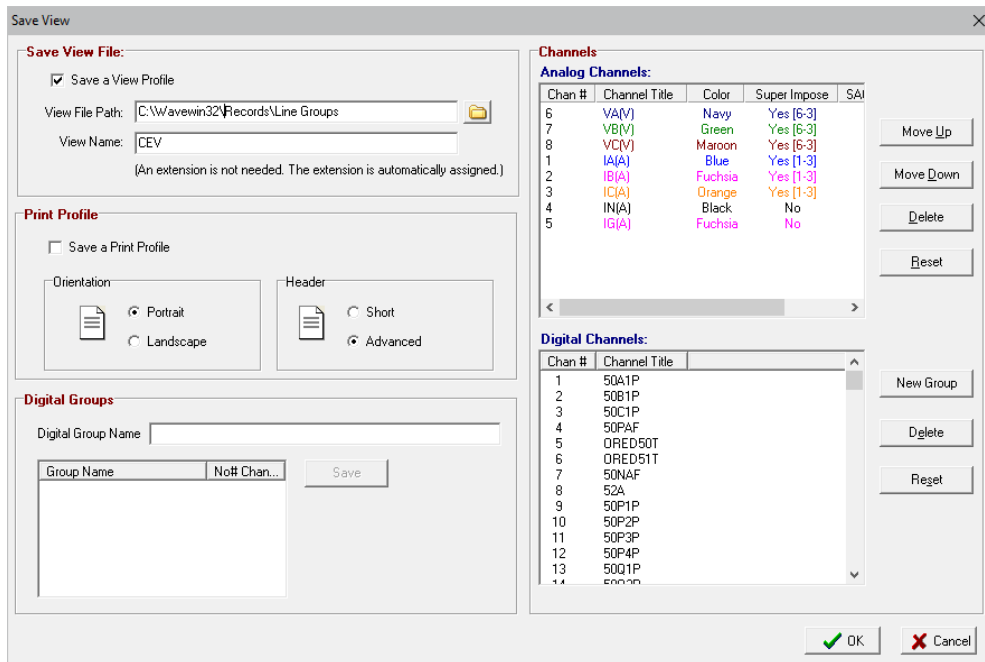 Save View
Save View File:
Save a View Profile
View File Path: C:\Wavewin32\Records\Line Groups
View Name: CEV
(An extension is not needed. The extension is automatically assigned.)
Print Profile
Save a Print Profile
Orientation
Portrait
Landscape
Header
Short
Advanced
Digital Groups
Digital Group Name
Group Name No# Chan...
Save
Channels
Analog Channels:
Chan # Channel Title Color Super Impose
6 VA(V) Navy Yes [6-3]
7 VB(V) Green Yes [6-3]
8 VC(V) Maroon Yes [6-3]
1 IA(A) Blue Yes [1-3]
2 IB(A) Fuchsia Yes [1-3]
3 IC(A) Orange Yes [1-3]
4 IN(A) Black No
5 IG(A) Fuchsia No
Move Up
Move Down
Delete
Reset
Digital Channels:
Chan # Channel Title
1 50A1P
2 50B1P
3 50C1P
4 50PAF
5 ORED50T
6 ORED51T
7 50NAF
8 52A
9 50P1P
10 50P2P
11 50P3P
12 50P4P
13 50Q1P
New Group
Delete
Reset
OK
Cancel